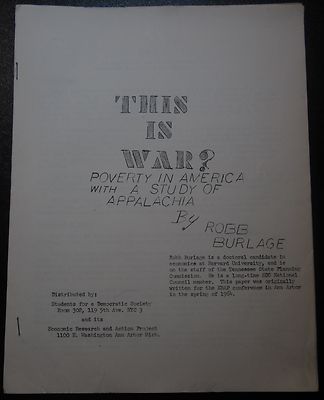 THIS
IS
WAR?
POVERTY IN AMERICA
WITH A STUDY OF
APPALACHIA
By ROBB
BURLAGE
Robb Burlage is a doctoral candidate in
economics at Harvard University, and is
on the staff of the Tennessee State Planning
Commission. He is a long-time SDS National
Council member. This paper was originally
written for the ERAP conference in Ann Arbor
in the spring of 1964.
Distributed by:
Students for a Democratic Society
Room 302, 119 5th Ave. NYC 3
and its
Economic Research and Action Project
1100 E. Washington Ann Arbor Mich.